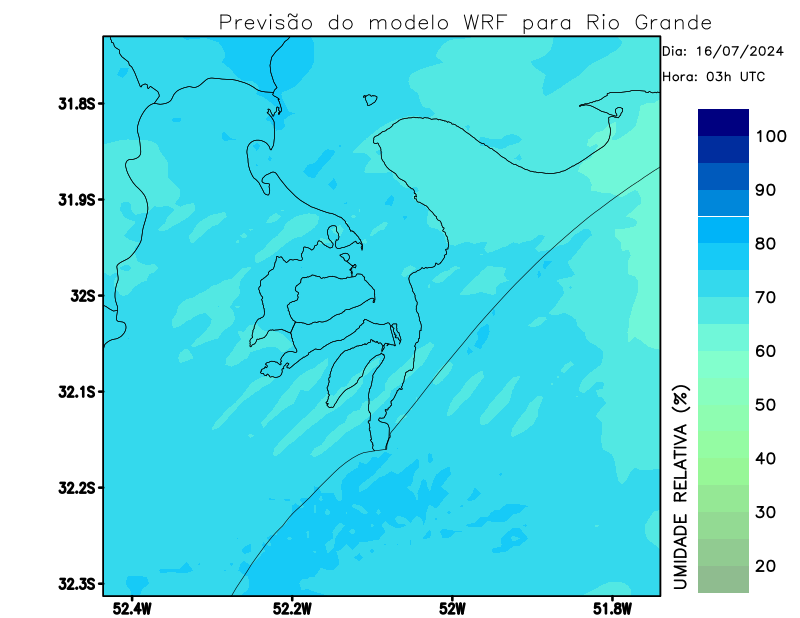 Previsão do modelo WRF para Rio Grande
Dia: 16/07/2024
Hora: 03h UTC
31.8S
31.9S
32S
32.1S
32.2S
32.3S
52.4W
52.2W
52W
51.8W
100
90
80
70
60
50
40
30
20
UMIDADE RELATIVA (%)